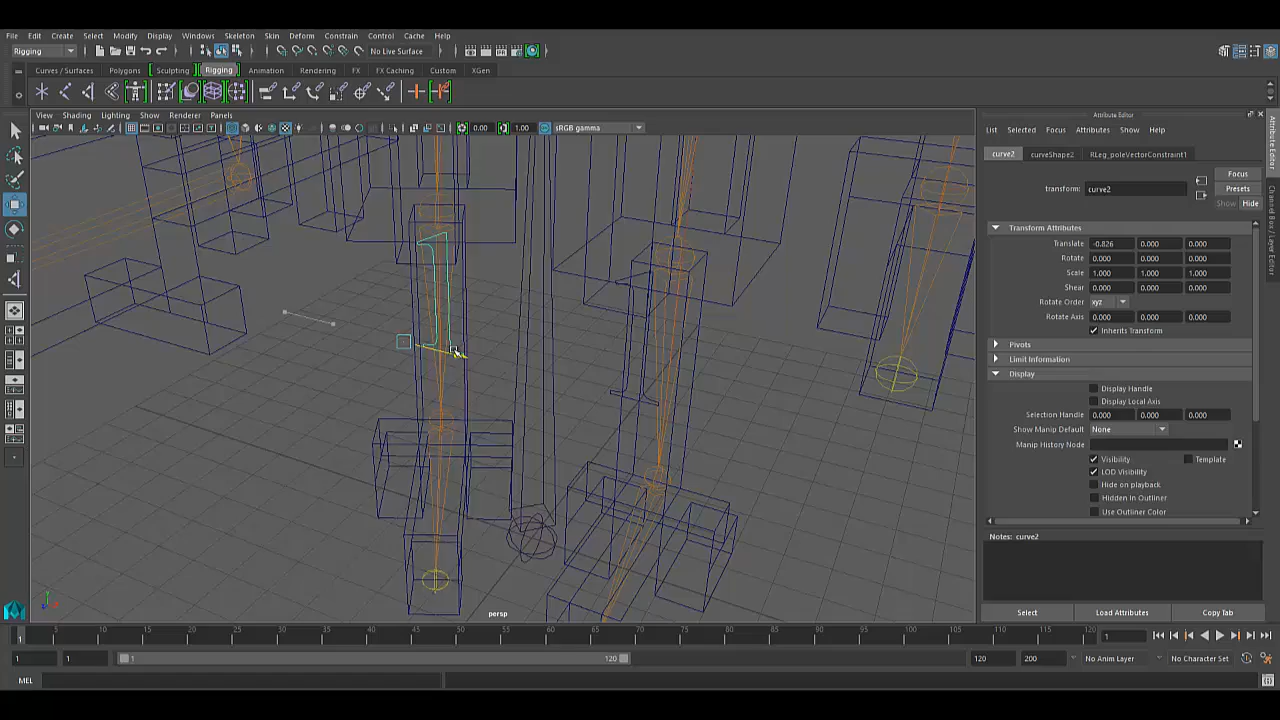 File Edit Create Select Modify Display Windows Skeleton Skin Deform Constrain Control Cache Help
Rigging No Live Surface
Curves / Surfaces Polygons Sculpting Rigging Animation Rendering FX FX Caching Custom XGen
View Shading Lighting Show Renderer Panels
0.00 1.00 sRGB gamma
Attribute Editor
List Selected Focus Attributes Show Help
curve2 curveShape2 RLeg_poleVectorConstraint1
Focus
transform: curve2
Presets
Show Hide
Transform Attributes
Translate -0.826 0.000 0.000
Rotate 0.000 0.000 0.000
Scale 1.000 1.000 1.000
Shear 0.000 0.000 0.000
Rotate Order xyz
Rotate Axis 0.000 0.000 0.000
Inherits Transform
Pivots
Limit Information
Display
Display Handle
Display Local Axis
Selection Handle 0.000 0.000 0.000
Show Manip Default None
Manip History Node
Visibility Template
LOD Visibility
Hide on playback
Hidden In Outliner
Use Outliner Color
Notes: curve2
Select Load Attributes Copy Tab
Attribute Editor
Channel Box / Layer Editor
persp
1 5 10 15 20 25 30 35 40 45 50 55 60 65 70 75 80 85 90 95 100 105 110 115 120 1
1 1 1 120 120 200 No Anim Layer No Character Set
MEL